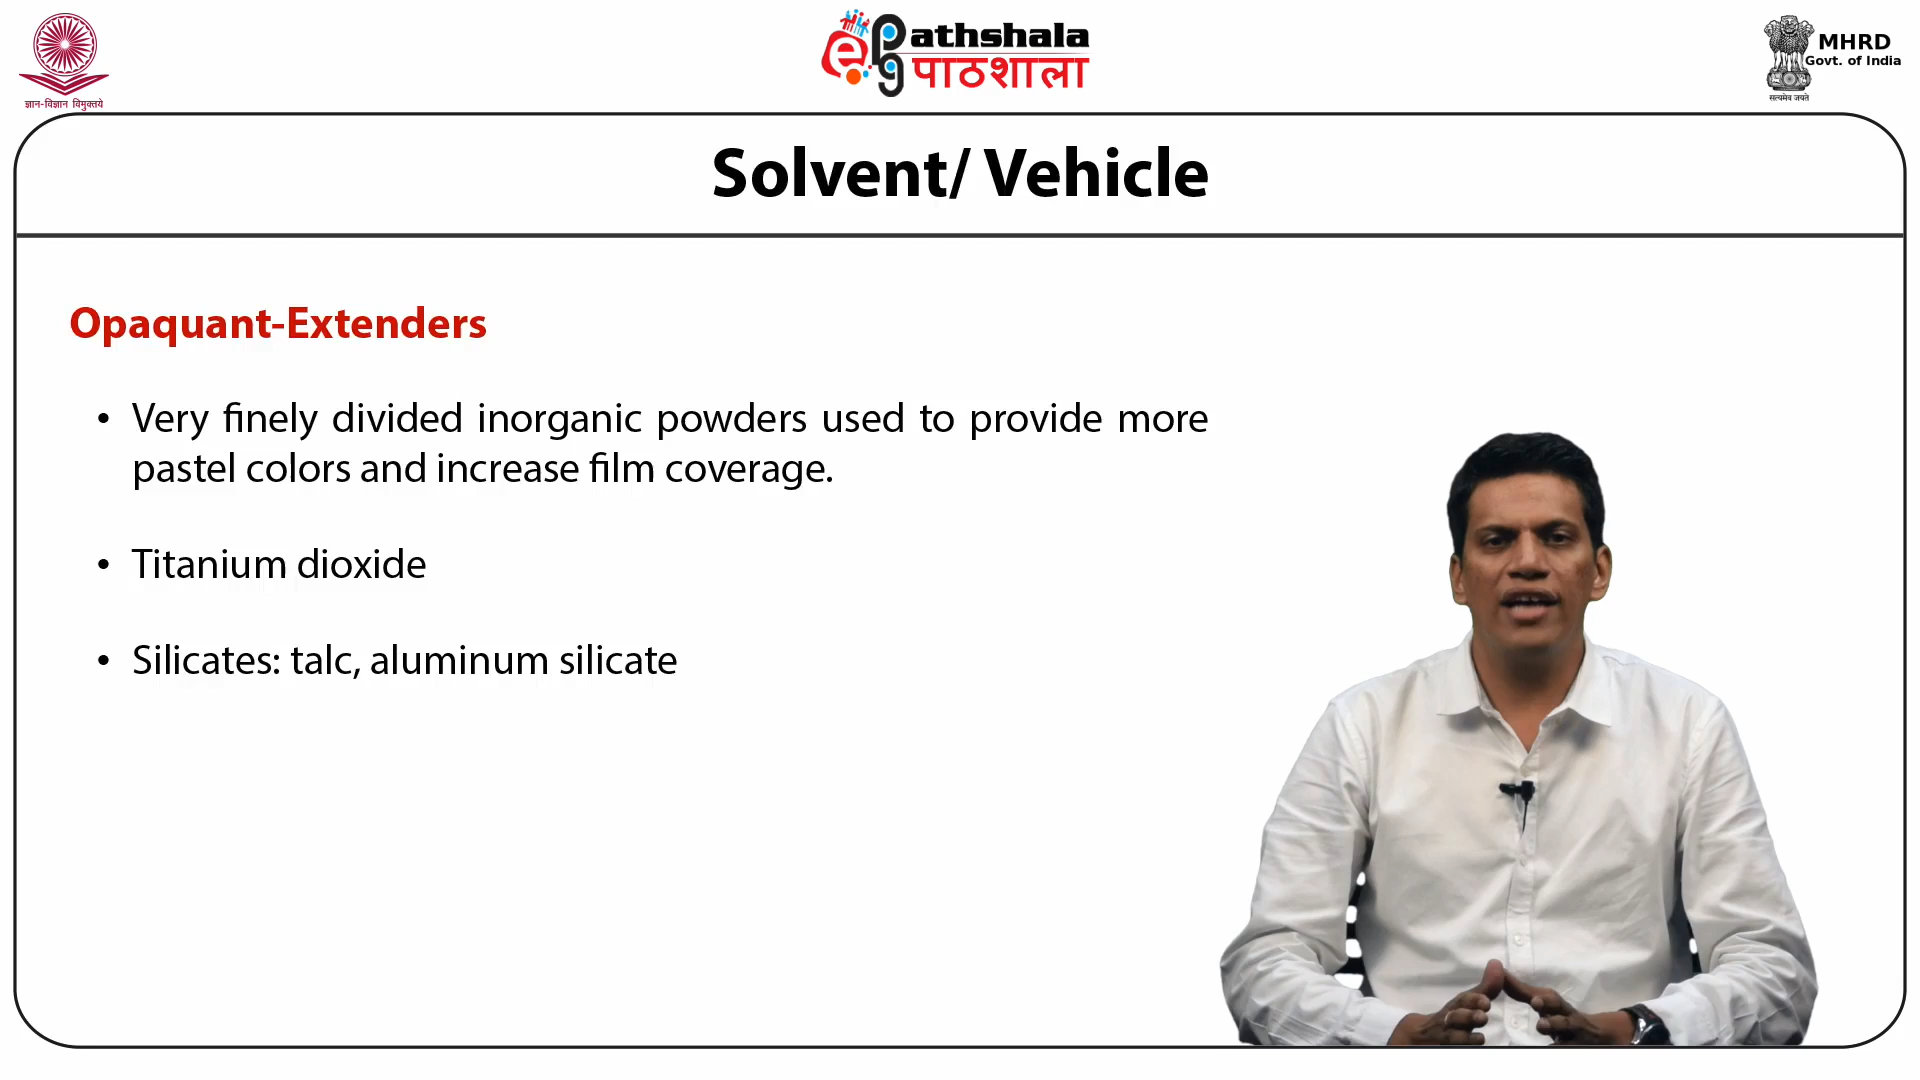 ज्ञान-विज्ञान विमुक्तये
ePg Pathshala
पाठशाला
MHRD
Govt. of India
सत्यमेव जयते
Solvent/ Vehicle
Opaquant-Extenders
• Very finely divided inorganic powders used to provide more
pastel colors and increase film coverage.
• Titanium dioxide
• Silicates: talc, aluminum silicate